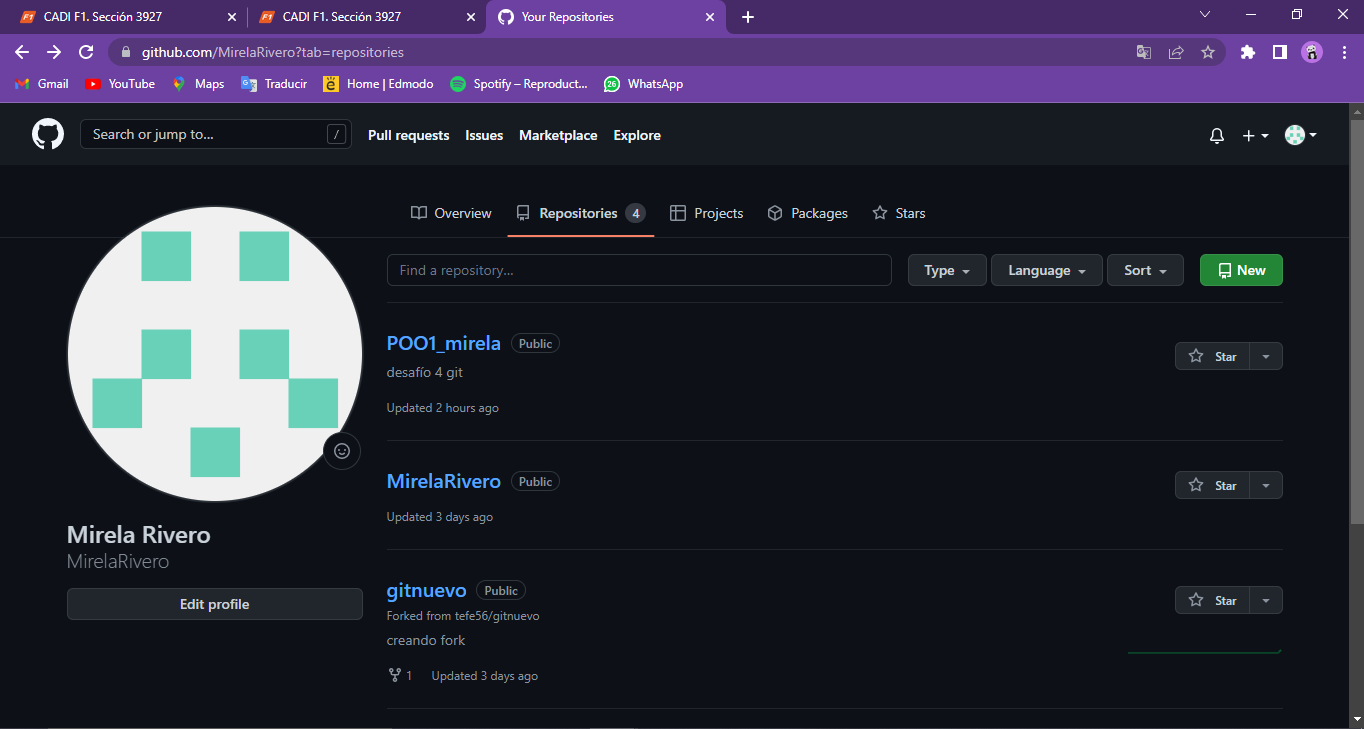 CADI F1. Sección 3927
CADI F1. Sección 3927
Your Repositories
github.com/MirelaRivero?tab=repositories
Gmail
YouTube
Maps
Traducir
Home | Edmodo
Spotify – Reproduct...
26
WhatsApp
Search or jump to...
/
Pull requests
Issues
Marketplace
Explore
Overview
Repositories 4
Projects
Packages
Stars
Find a repository...
Type
Language
Sort
New
POO1_mirela Public
Star
desafío 4 git
Updated 2 hours ago
MirelaRivero Public
Star
Updated 3 days ago
Mirela Rivero
MirelaRivero
Edit profile
gitnuevo Public
Star
Forked from tefe56/gitnuevo
creando fork
1 Updated 3 days ago